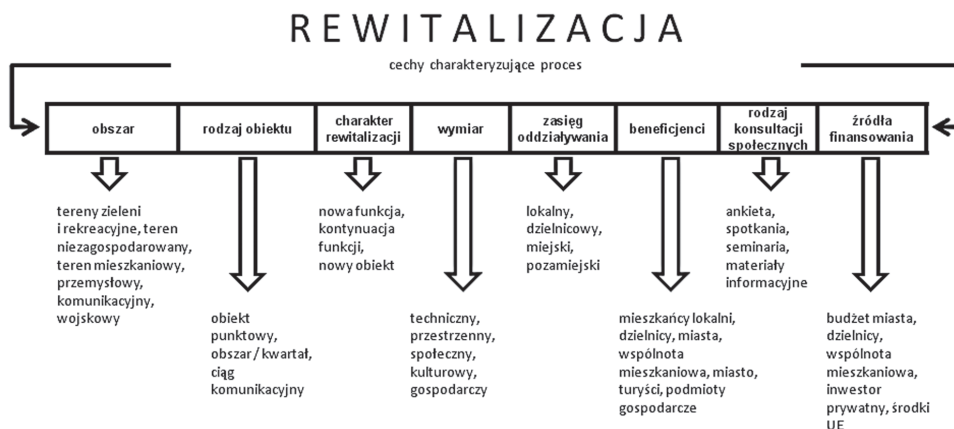 REWITALIZACJA
cechy charakteryzujące proces
obszar
rodzaj obiektu
charakter
rewitalizacji
wymiar
zasięg
oddziaływania
beneficjenci
rodzaj
konsultacji
społecznych
źródła
finansowania
tereny zieleni
i rekreacyjne, teren
niezagospodarowany,
teren mieszkaniowy,
przemysłowy,
komunikacyjny,
wojskowy
obiekt
punktowy,
obszar / kwartał,
ciąg
komunikacyjny
nowa funkcja,
kontynuacja
funkcji,
nowy obiekt
techniczny,
przestrzenny,
społeczny,
kulturowy,
gospodarczy
lokalny,
dzielnicowy,
miejski,
pozamiejski
mieszkańcy lokalni,
dzielnicy, miasta,
wspólnota
mieszkaniowa, miasto,
turyści, podmioty
gospodarcze
ankieta,
spotkania,
seminaria,
materiały
informacyjne
budżet miasta,
dzielnicy,
wspólnota
mieszkaniowa,
inwestor
prywatny, środki
UE